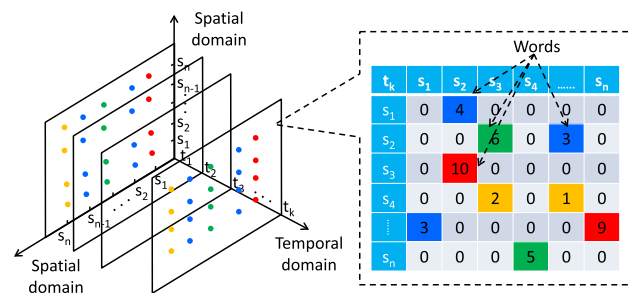 Spatial
domain
Words
s_n
s_n-1
s_2
s_1
t_1
t_2
t_3
t_k
s_1
s_2
s_n-1
s_n
Spatial
domain
Temporal
domain
t_k s_1 s_2 s_3 s_4 ...... s_n
s_1 0 4 0 0 0 0
s_2 0 0 6 0 3 0
s_3 0 10 0 0 0 0
s_4 0 0 2 0 1 0
...... 3 0 0 0 0 9
s_n 0 0 0 5 0 0